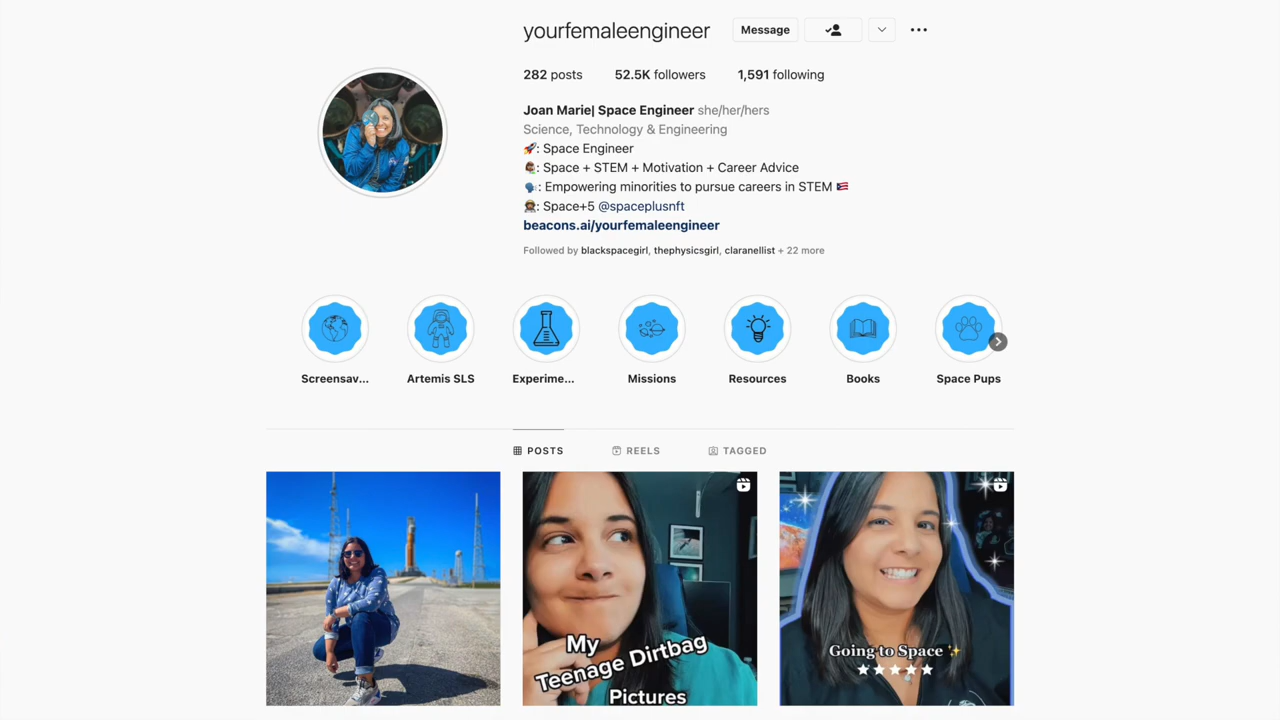 yourfemaleengineer
Message
282 posts 52.5K followers 1,591 following
Joan Marie| Space Engineer she/her/hers
Science, Technology & Engineering
🚀: Space Engineer
👩‍🚀: Space + STEM + Motivation + Career Advice
🗣️: Empowering minorities to pursue careers in STEM 🇵🇷
👩🏽‍🚀: Space+5 @spaceplusnft
beacons.ai/yourfemaleengineer
Followed by blackspacegirl, thephysicsgirl, claranellist + 22 more
Screensav... Artemis SLS Experime... Missions Resources Books Space Pups
POSTS REELS TAGGED
My
Teenage Dirtbag
Pictures
Going to Space ✨